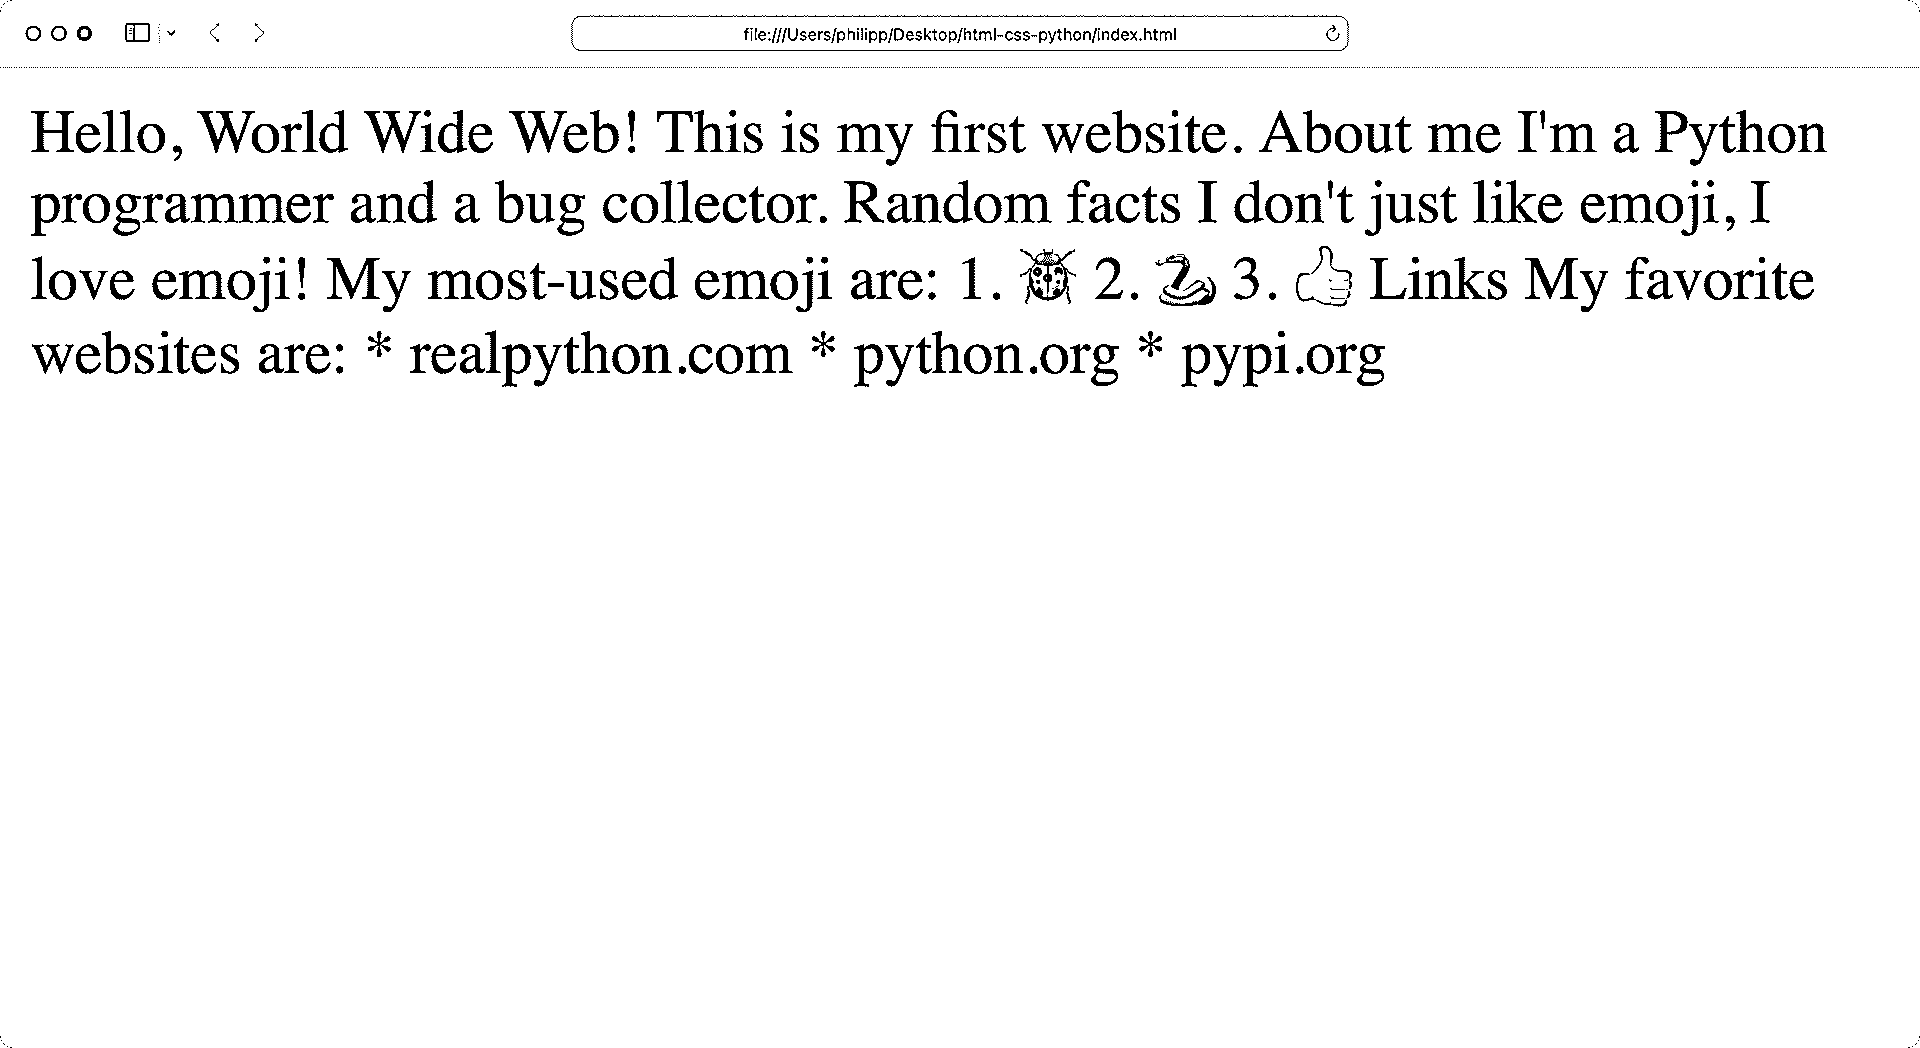 file:///Users/philipp/Desktop/html-css-python/index.html
Hello, World Wide Web! This is my first website. About me I'm a Python
programmer and a bug collector. Random facts I don't just like emoji, I
love emoji! My most-used emoji are: 1. 🐞 2. 🐍 3. 👍 Links My favorite
websites are: * realpython.com * python.org * pypi.org